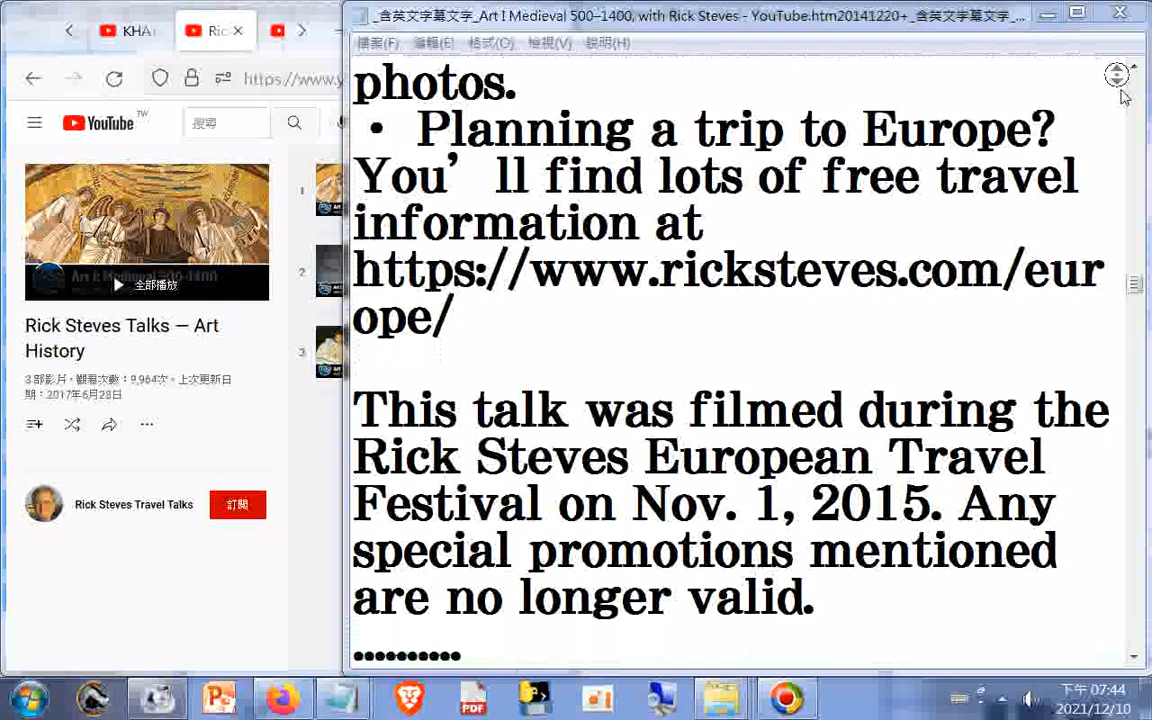 KHA
Ric
https://www.y
YouTube TW
搜尋
Art I: Medieval 500-1400
全部播放
Rick Steves Talks — Art
History
3 部影片 • 觀看次數：9,964次 • 上次更新日
期：2017年6月28日
Rick Steves Travel Talks
訂閱
1
2
3
_含英文字幕文字_Art I Medieval 500–1400, with Rick Steves - YouTube.htm20141220+_含英文字幕文字_...
檔案(F) 編輯(E) 格式(O) 檢視(V) 說明(H)
photos.
• Planning a trip to Europe?
You’ll find lots of free travel
information at
https://www.ricksteves.com/eur
ope/
This talk was filmed during the
Rick Steves European Travel
Festival on Nov. 1, 2015. Any
special promotions mentioned
are no longer valid.
••••••••••
PDF
下午 07:44
2021/12/10